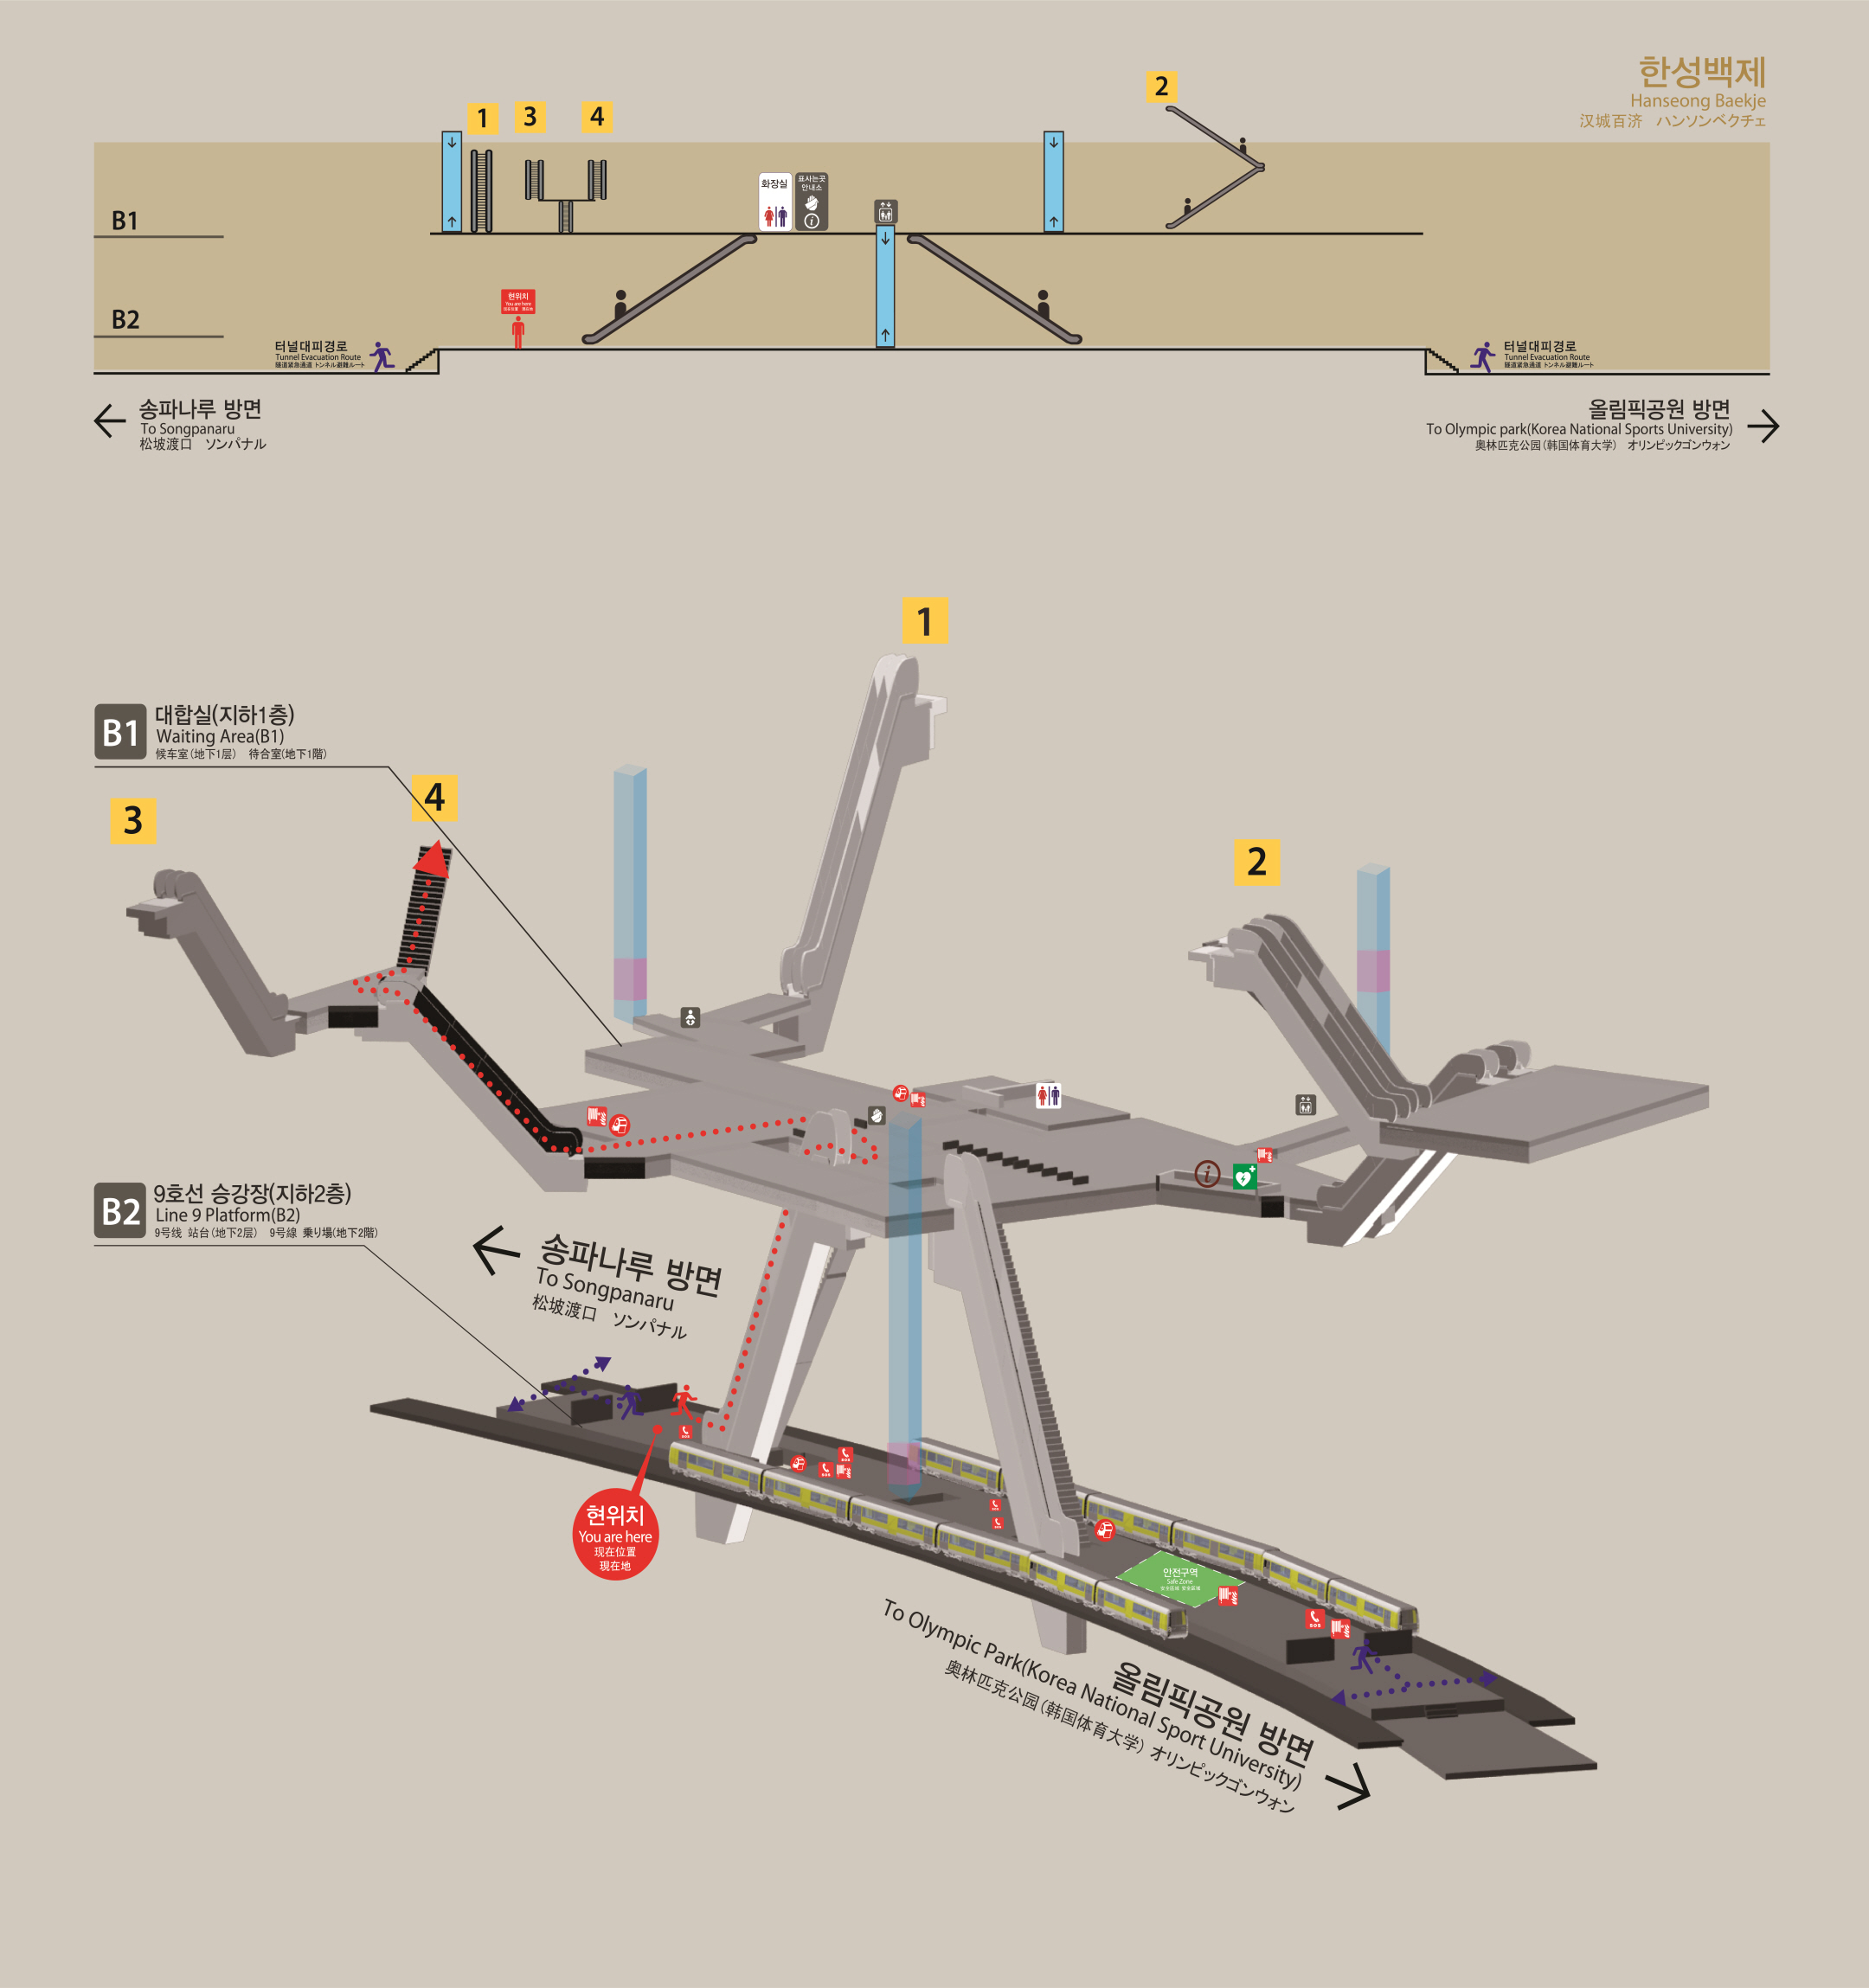 한성백제
Hanseong Baekje
汉城百济 ハンソンペクチェ
1
3
4
2
화장실
표사는곳
안내소
i
B1
현위치
You are here
现在位置 現在地
B2
터널대피경로
Tunnel Evacuation Route
隧道紧急通道 トンネル避難ルート
터널대피경로
Tunnel Evacuation Route
隧道紧急通道 トンネル避難ルート
송파나루 방면
To Songpanaru
松坡渡口 ソンパナル
올림픽공원 방면
To Olympic park(Korea National Sports University)
奥林匹克公园(韩国体育大学) オリンピックゴンウォン
1
B1
대합실(지하1층)
Waiting Area(B1)
候车室(地下1层) 待合室(地下1階)
3
4
2
i
B2
9호선 승강장(지하2층)
Line 9 Platform(B2)
9号线 站台(地下2层) 9号線 乗り場(地下2階)
송파나루 방면
To Songpanaru
松坡渡口 ソンパナル
현위치
You are here
现在位置
現在地
안전구역
Safe Zone
올림픽공원 방면
To Olympic Park(Korea National Sport University)
奥林匹克公园(韩国体育大学) オリンピックゴンウォン